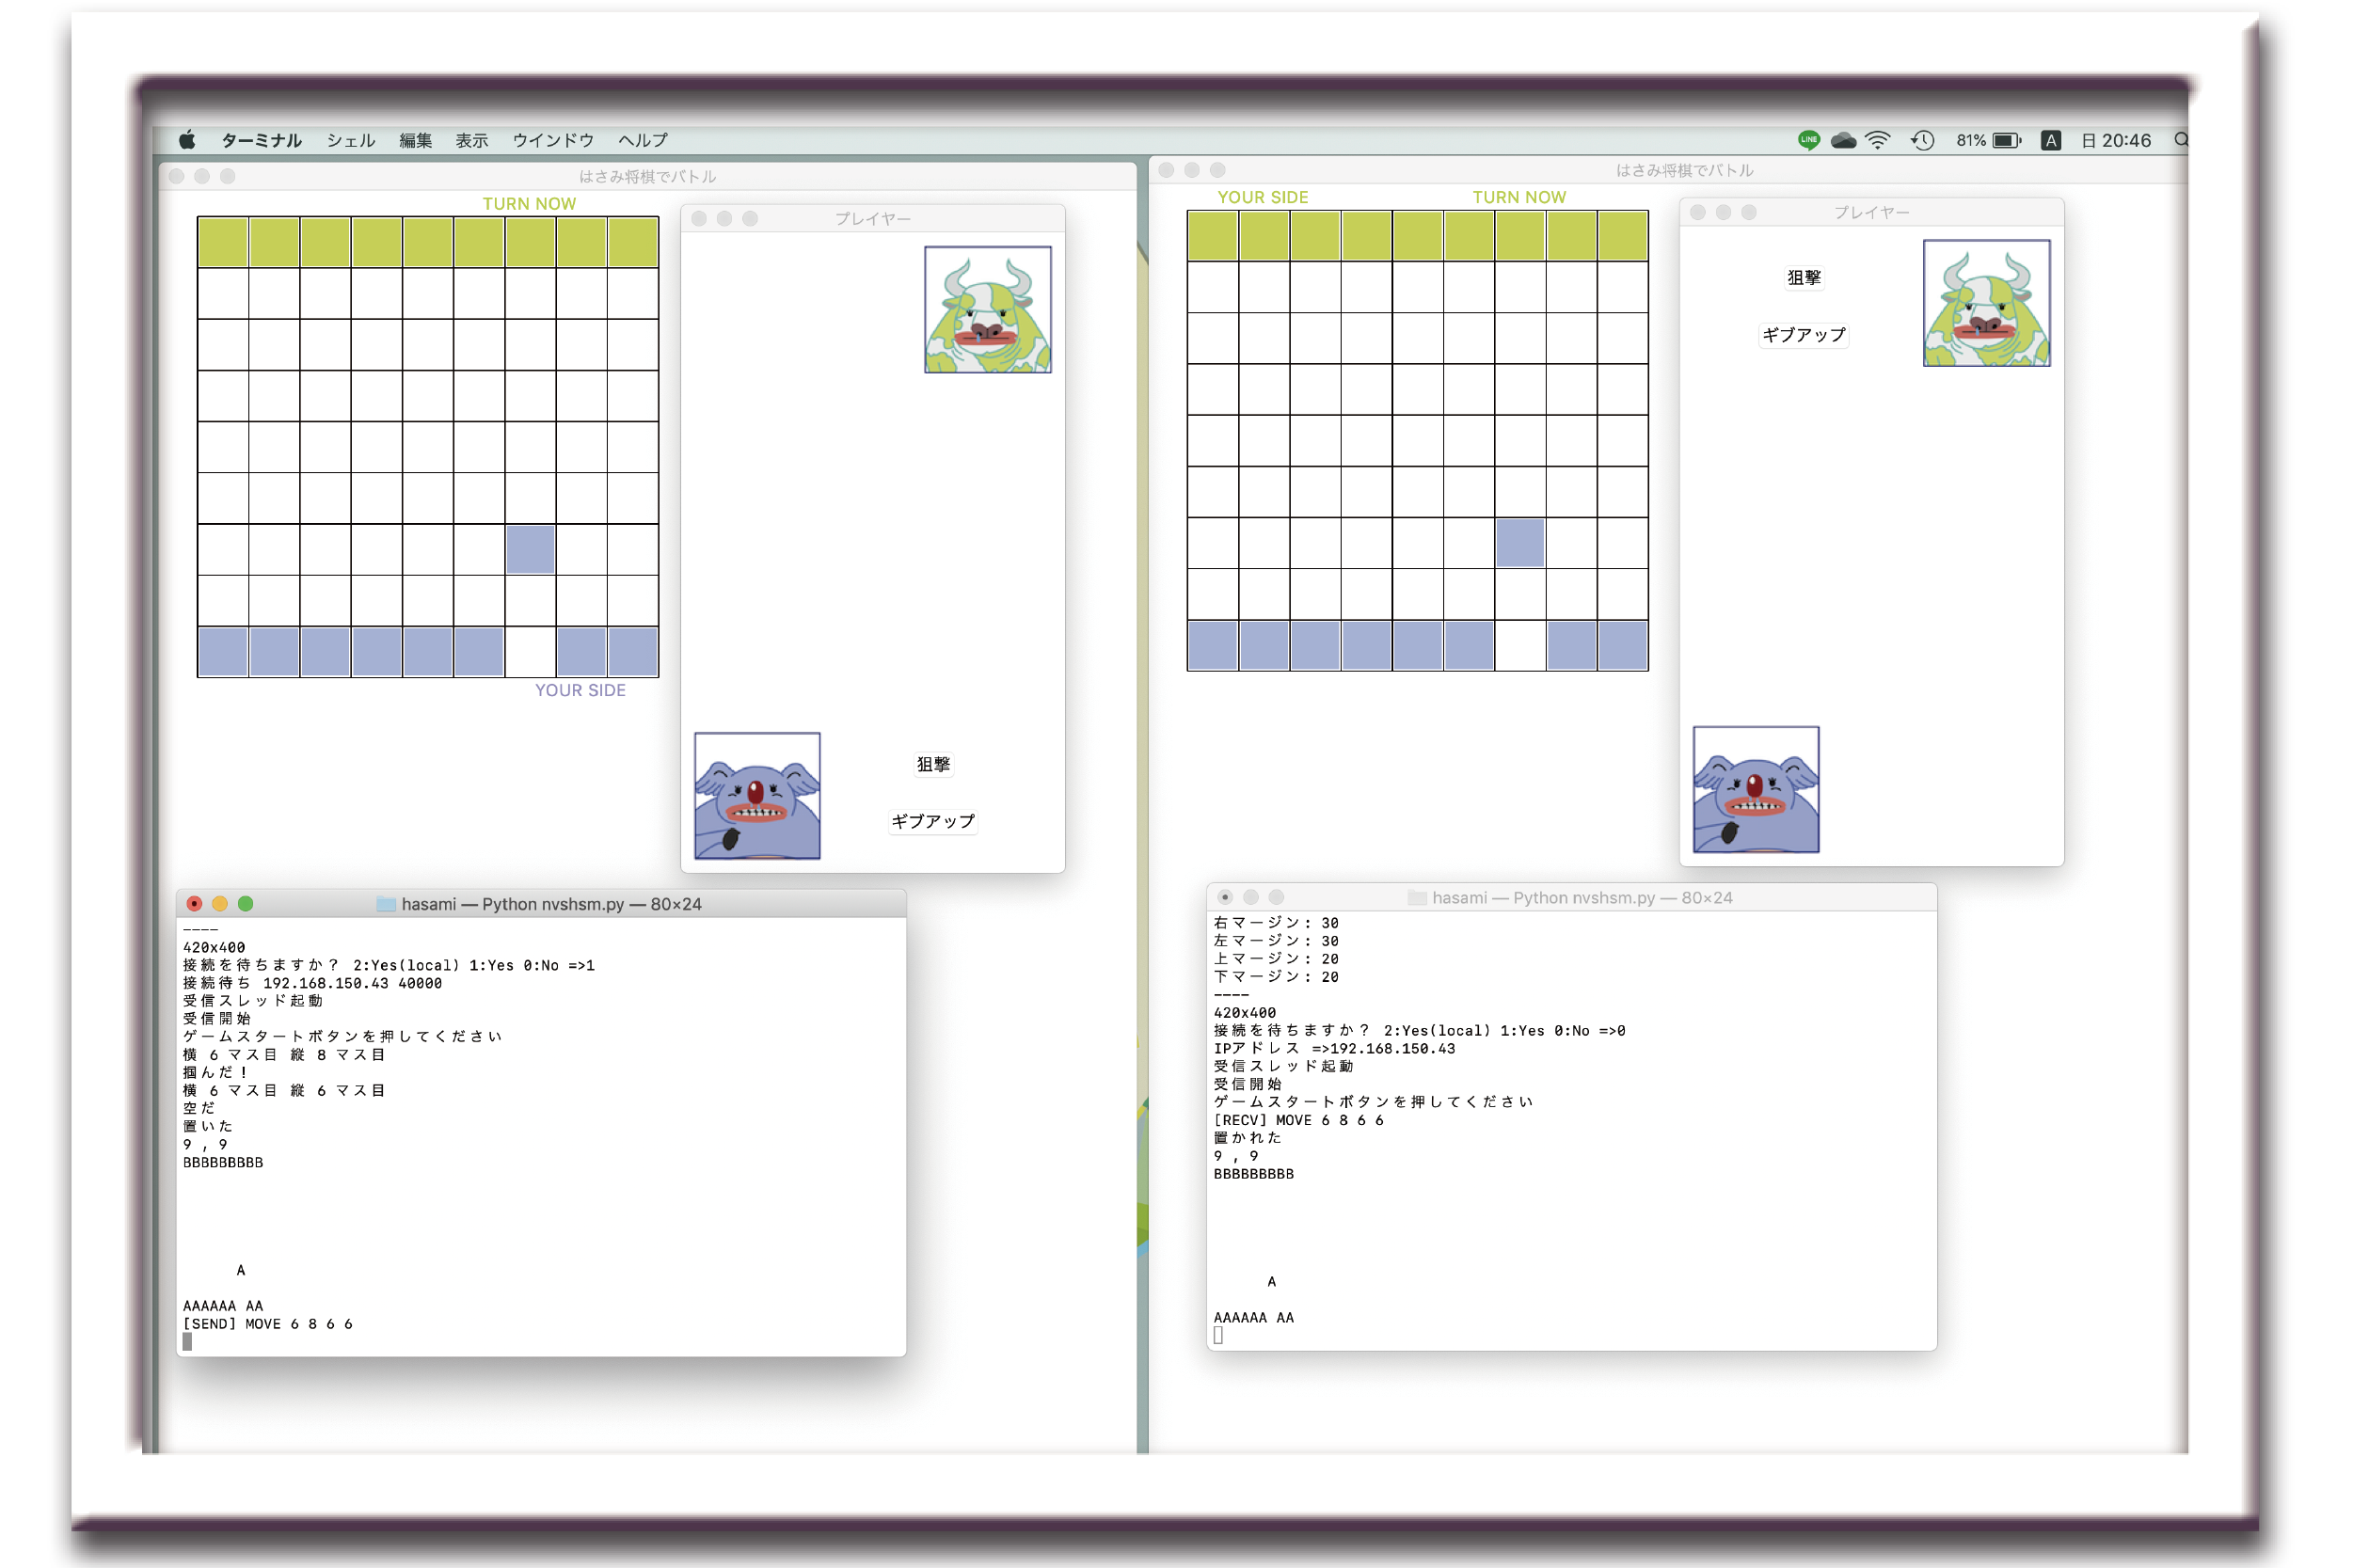 ターミナル シェル 編集 表示 ウインドウ ヘルプ
LINE 81% A 日 20:46
はさみ将棋でバトル
TURN NOW
YOUR SIDE
プレイヤー
狙撃
ギブアップ
hasami — Python nvshsm.py — 80×24
----
420x400
接続を待ちますか? 2:Yes(local) 1:Yes 0:No =>1
接続待ち 192.168.150.43 40000
受信スレッド起動
受信開始
ゲームスタートボタンを押してください
横 6 マス目 縦 8 マス目
掴んだ!
横 6 マス目 縦 6 マス目
空だ
置いた
9 , 9
BBBBBBBBB
A
AAAAAA AA
[SEND] MOVE 6 8 6 6
はさみ将棋でバトル
YOUR SIDE TURN NOW
プレイヤー
狙撃
ギブアップ
hasami — Python nvshsm.py — 80×24
右マージン: 30
左マージン: 30
上マージン: 20
下マージン: 20
----
420x400
接続を待ちますか? 2:Yes(local) 1:Yes 0:No =>0
IPアドレス =>192.168.150.43
受信スレッド起動
受信開始
ゲームスタートボタンを押してください
[RECV] MOVE 6 8 6 6
置かれた
9 , 9
BBBBBBBBB
A
AAAAAA AA